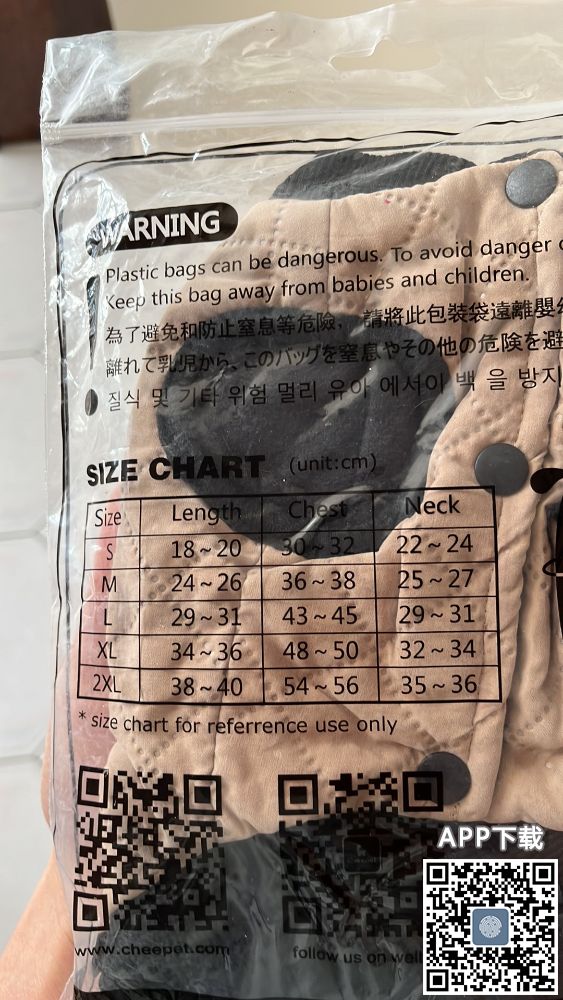 WARNING
Plastic bags can be dangerous. To avoid danger
Keep this bag away from babies and children.
為了避免和防止窒息等危險， 請將此包裝袋遠離嬰
離れて乳児から、このバッグを窒息やその他の危険を避
질식 및 기타 위험 멀리 유아 에서이 백 을 방지
SIZE CHART (unit:cm)
Size Length Chest Neck
S 18~20 30~32 22~24
M 24~26 36~38 25~27
L 29~31 43~45 29~31
XL 34~36 48~50 32~34
2XL 38~40 54~56 35~36
* size chart for referrence use only
APP下载
www.cheepet.com
follow us on